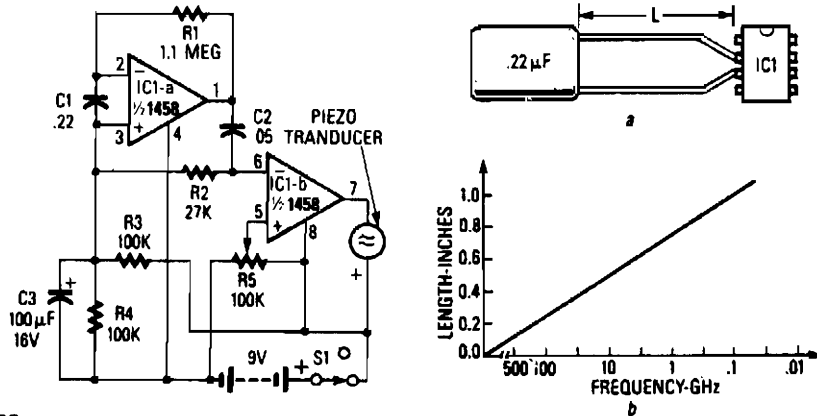 R1
1.1 MEG
2
IC1-a
½ 1458
1
C1
.22
3
4
C2
.05
PIEZO
TRANDUCER
6
IC1-b
½ 1458
7
R2
27K
5
8
R3
100K
R5
100K
C3
100μF
16V
R4
100K
9V
S1
.22μF
L
IC1
a
LENGTH-INCHES
1.0
0.8
0.6
0.4
0.2
0.0
500 100 10 1 .1 .01
FREQUENCY-GHz
b